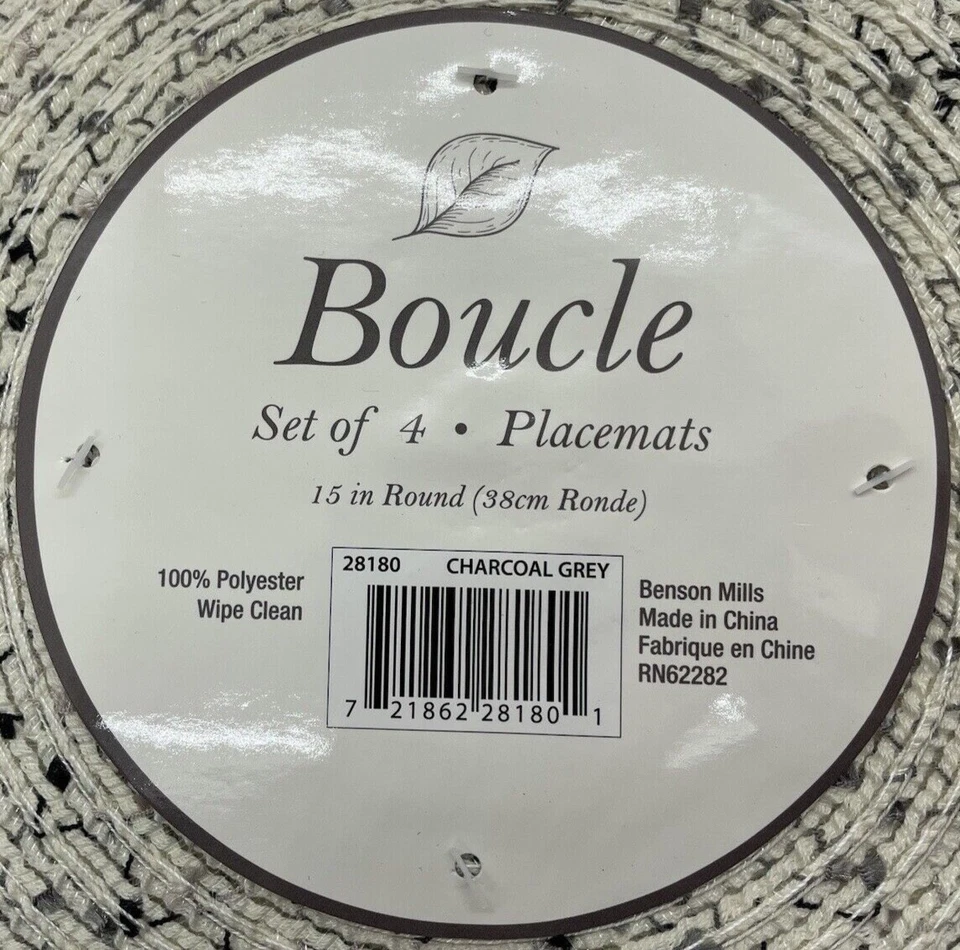 Boucle
Set of 4 • Placemats
15 in Round (38cm Ronde)
100% Polyester
Wipe Clean
28180 CHARCOAL GREY
7 21862 28180 1
Benson Mills
Made in China
Fabrique en Chine
RN62282